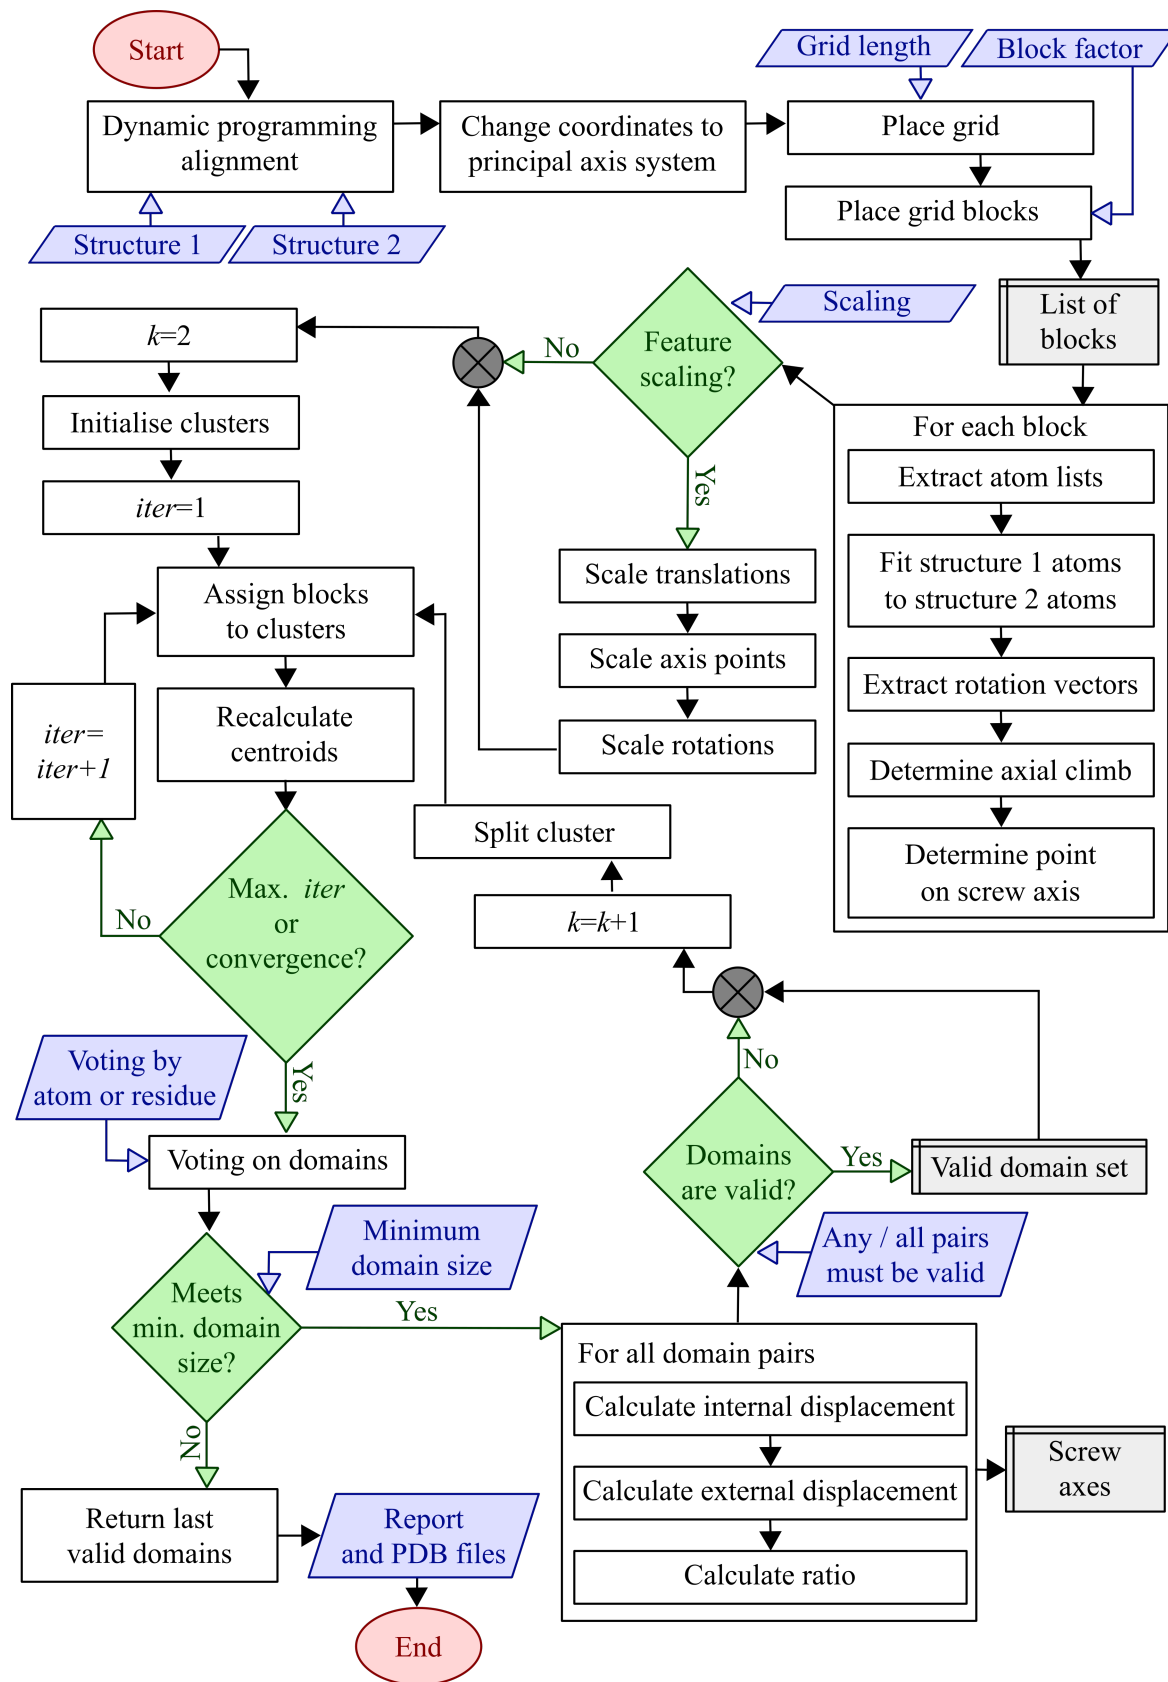 Start
Grid length
Block factor
Dynamic programming
alignment
Change coordinates to
principal axis system
Place grid
Place grid blocks
Structure 1
Structure 2
List of
blocks
Scaling
Feature
scaling?
No
Yes
k=2
Initialise clusters
iter=1
For each block
Extract atom lists
Fit structure 1 atoms
to structure 2 atoms
Extract rotation vectors
Determine axial climb
Determine point
on screw axis
Scale translations
Scale axis points
Scale rotations
Assign blocks
to clusters
Recalculate
centroids
iter=
iter+1
Split cluster
k=k+1
Max. iter
or
convergence?
No
Yes
Voting by
atom or residue
Voting on domains
No
Domains
are valid?
Yes
Valid domain set
Any / all pairs
must be valid
Minimum
domain size
Meets
min. domain
size?
Yes
No
For all domain pairs
Calculate internal displacement
Calculate external displacement
Calculate ratio
Screw
axes
Return last
valid domains
Report
and PDB files
End